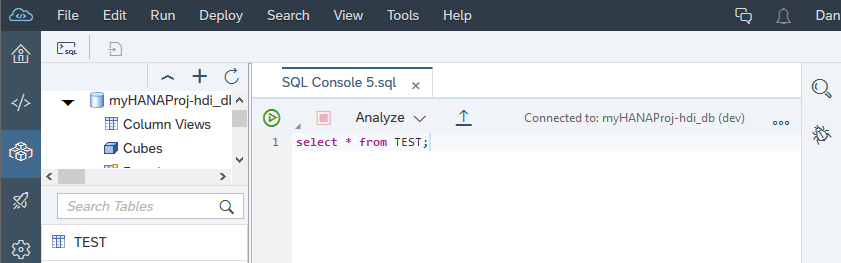 File Edit Run Deploy Search View Tools Help Dan
SQL
myHANAProj-hdi_db
Column Views
Cubes
Search Tables
TEST
SQL Console 5.sql ×
Analyze Connected to: myHANAProj-hdi_db (dev)
1 select * from TEST;